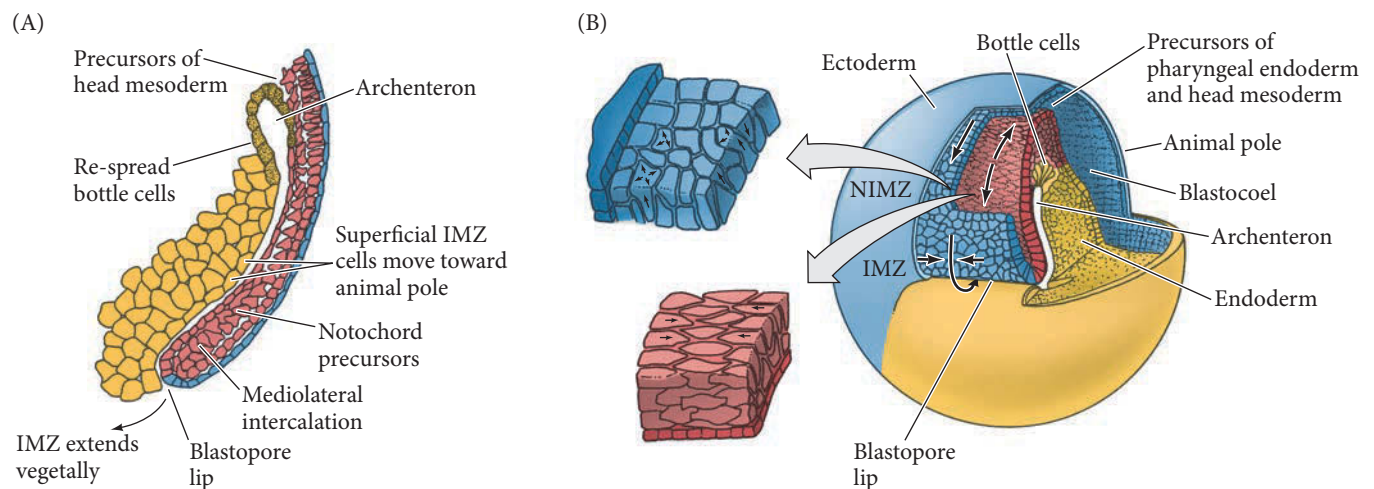 (A)
Precursors of
head mesoderm
Archenteron
Re-spread
bottle cells
Superficial IMZ
cells move toward
animal pole
Notochord
precursors
Mediolateral
intercalation
IMZ extends
vegetally
Blastopore
lip
(B)
Ectoderm
Bottle cells
Precursors of
pharyngeal endoderm
and head mesoderm
Animal pole
Blastocoel
NIMZ
Archenteron
IMZ
Endoderm
Blastopore
lip